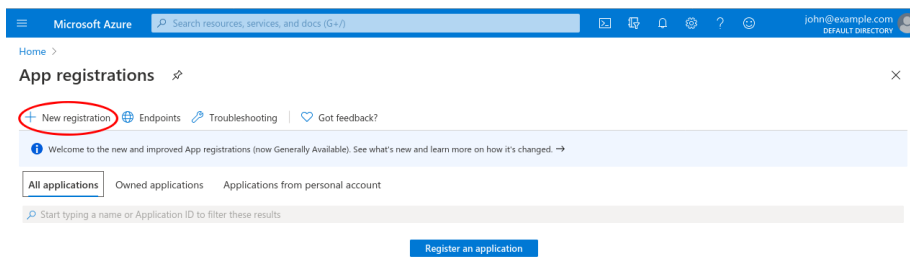 Microsoft Azure
Search resources, services, and docs (G+/)
john@example.com
DEFAULT DIRECTORY
Home >
App registrations
New registration
Endpoints
Troubleshooting
Got feedback?
Welcome to the new and improved App registrations (now Generally Available). See what's new and learn more on how it's changed. →
All applications
Owned applications
Applications from personal account
Start typing a name or Application ID to filter these results
Register an application